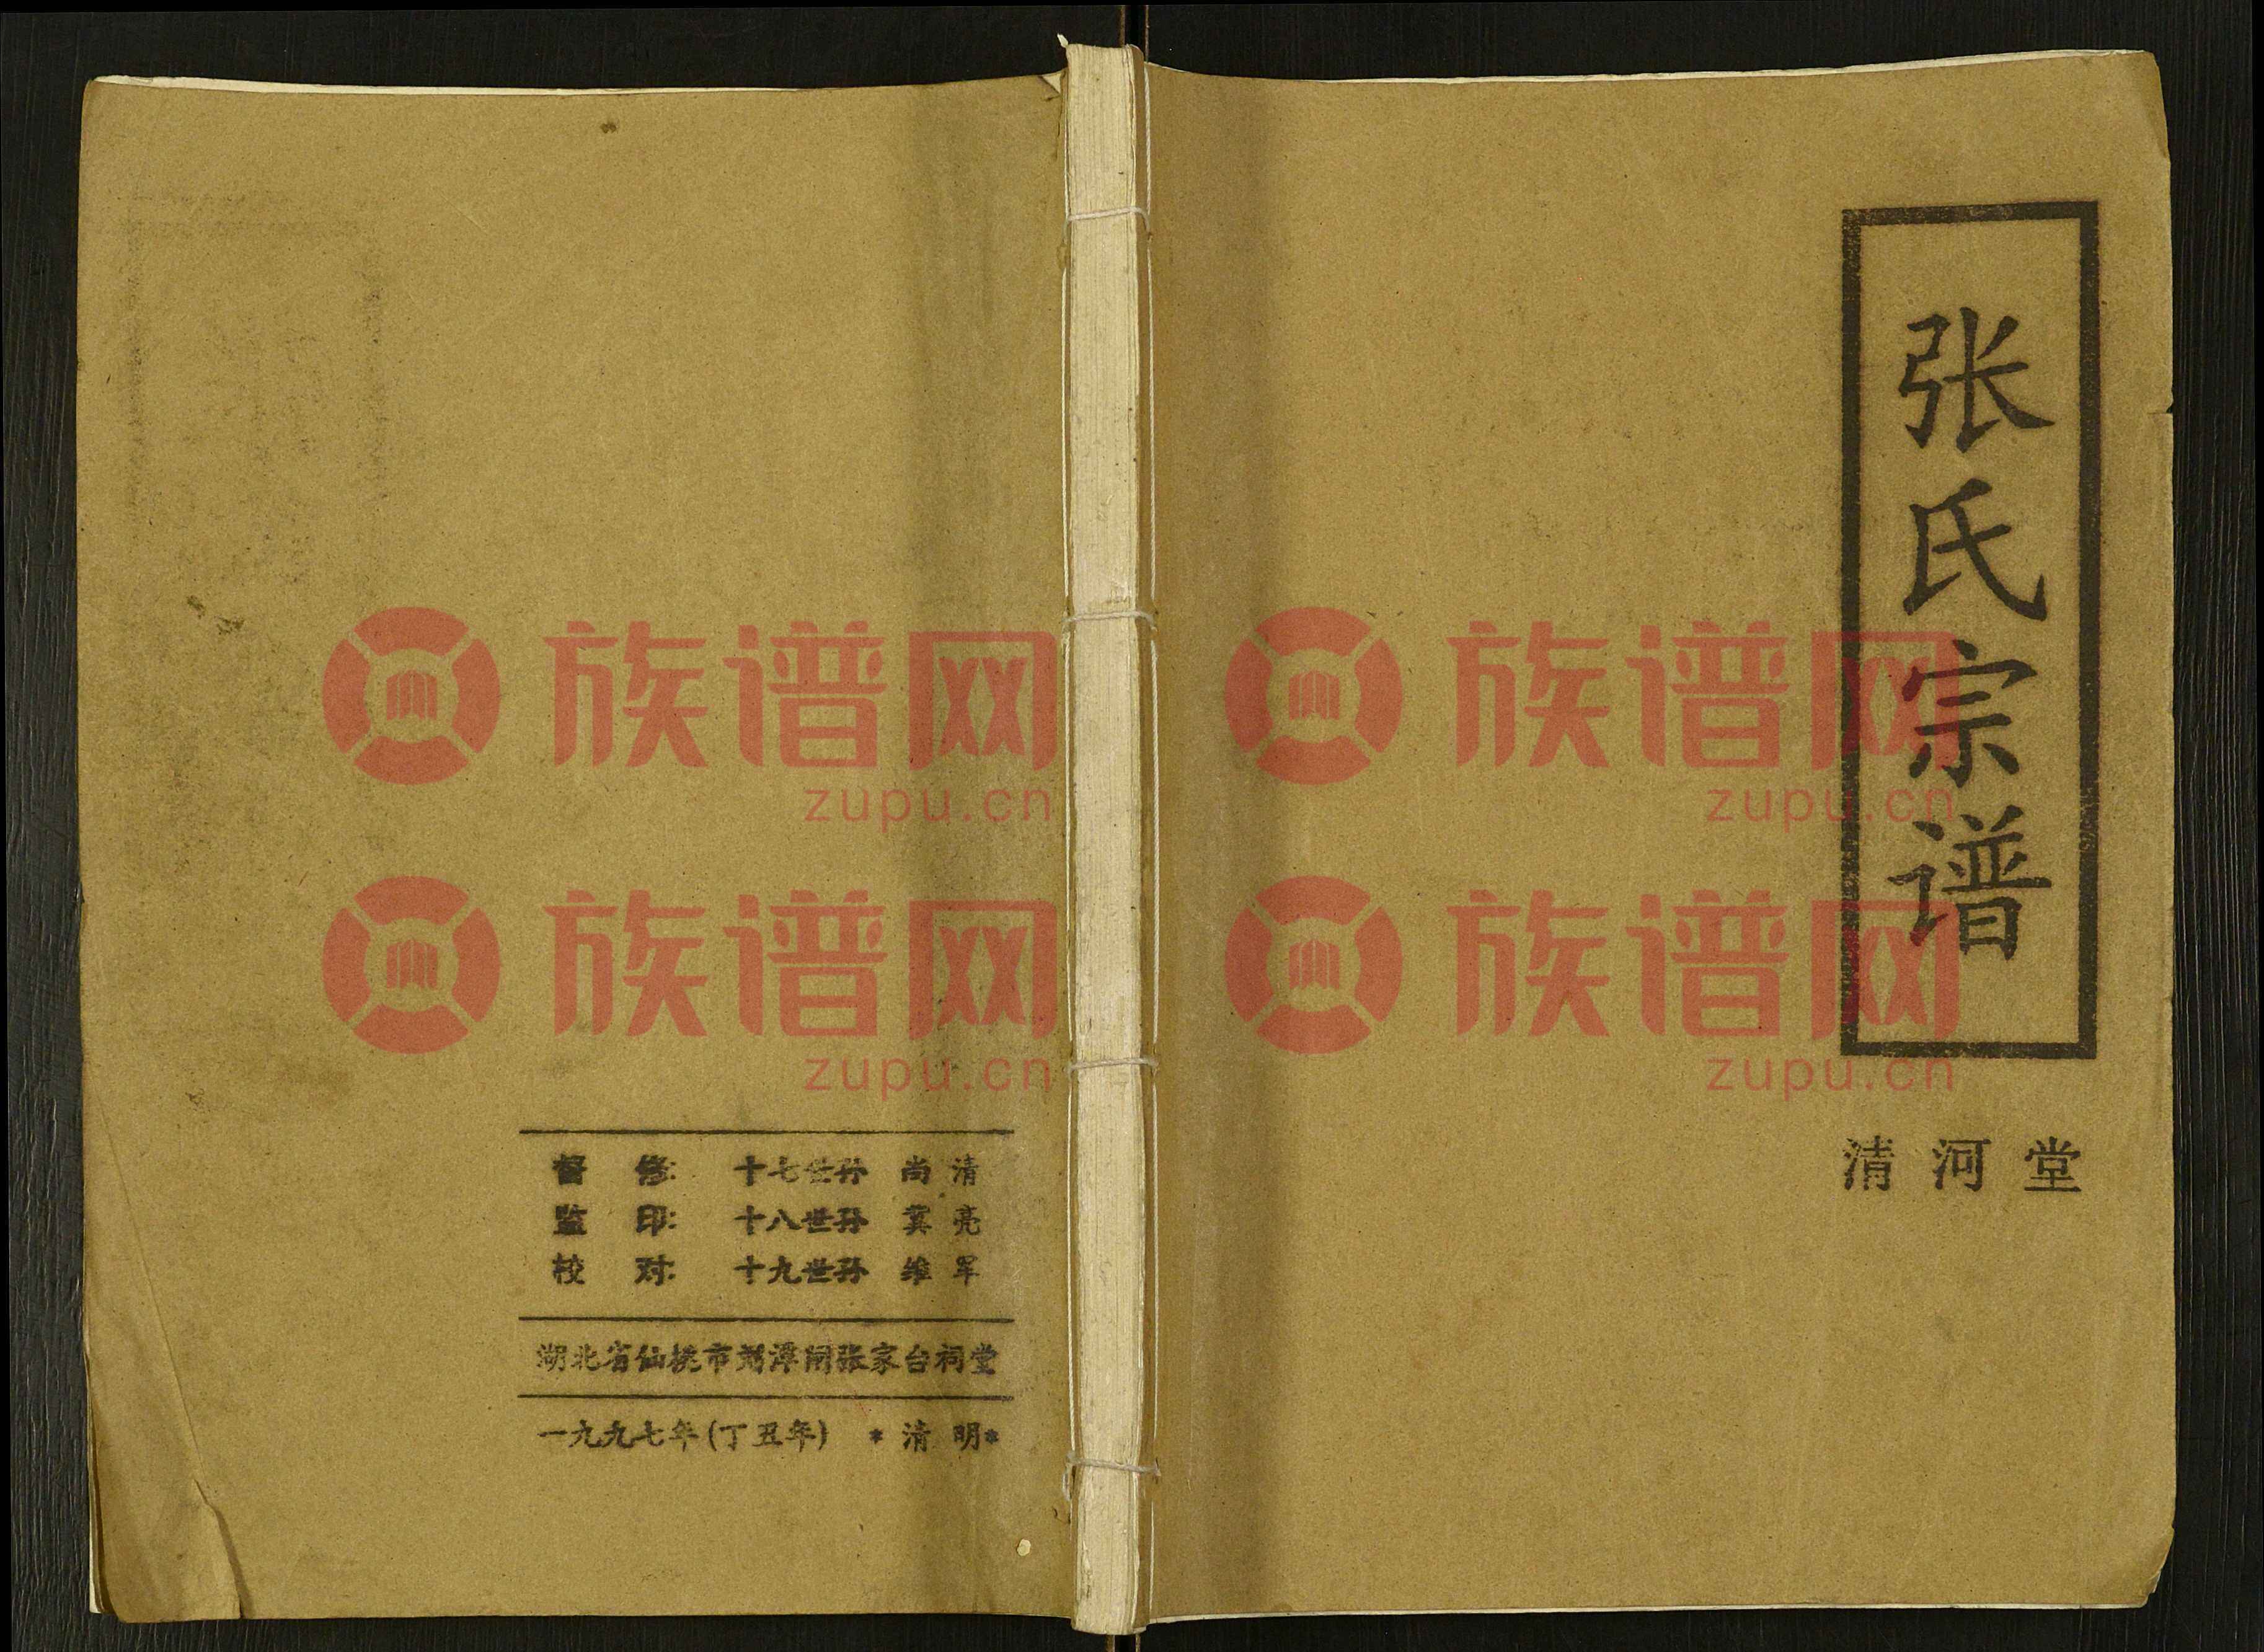 张氏宗谱
清河堂
督修: 十七世孙 尚清
监印: 十八世孙 冀亮
校对: 十九世孙 维军
湖北省仙桃市刘潭闸张家台祠堂
一九九七年(丁丑年) *清明*
族谱网
zupu.cn
族谱网
zupu.cn
族谱网
zupu.cn
族谱网
zupu.cn